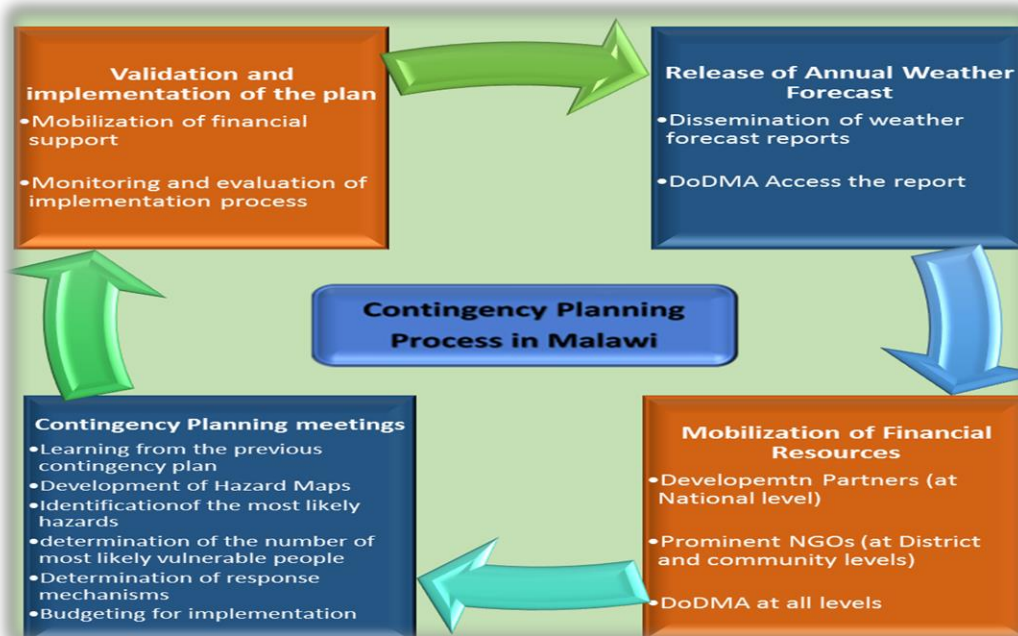 Validation and
implementation of the plan
•Mobilization of financial
support
•Monitoring and evaluation of
implementation process
Release of Annual Weather
Forecast
•Dissemination of weather
forecast reports
•DoDMA Access the report
Contingency Planning
Process in Malawi
Contingency Planning meetings
•Learning from the previous
contingency plan
•Development of Hazard Maps
•Identificationof the most likely
hazards
•determination of the number of
most likely vulnerable people
•Determination of response
mechanisms
•Budgeting for implementation
Mobilization of Financial
Resources
•Developemtn Partners (at
National level)
•Prominent NGOs (at District
and community levels)
•DoDMA at all levels